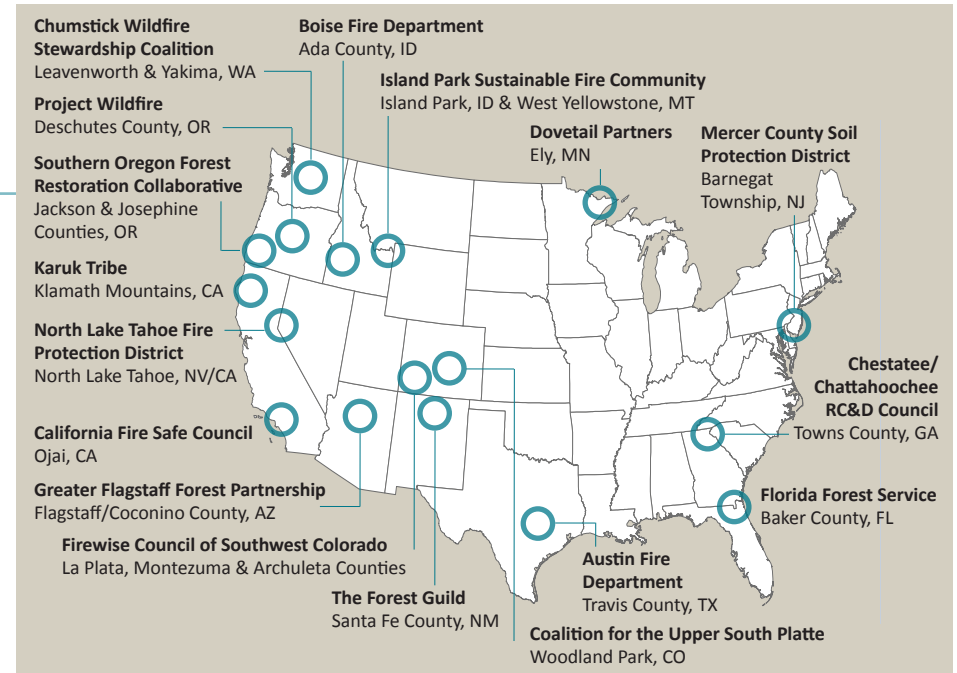 Chumstick Wildfire
Stewardship Coalition
Leavenworth & Yakima, WA
Boise Fire Department
Ada County, ID
Island Park Sustainable Fire Community
Island Park, ID & West Yellowstone, MT
Project Wildfire
Deschutes County, OR
Dovetail Partners
Ely, MN
Mercer County Soil
Protection District
Barnegat
Township, NJ
Southern Oregon Forest
Restoration Collaborative
Jackson & Josephine
Counties, OR
Karuk Tribe
Klamath Mountains, CA
North Lake Tahoe Fire
Protection District
North Lake Tahoe, NV/CA
Chestatee/
Chattahoochee
RC&D Council
Towns County, GA
California Fire Safe Council
Ojai, CA
Greater Flagstaff Forest Partnership
Flagstaff/Coconino County, AZ
Florida Forest Service
Baker County, FL
Firewise Council of Southwest Colorado
La Plata, Montezuma & Archuleta Counties
Austin Fire
Department
Travis County, TX
The Forest Guild
Santa Fe County, NM
Coalition for the Upper South Platte
Woodland Park, CO